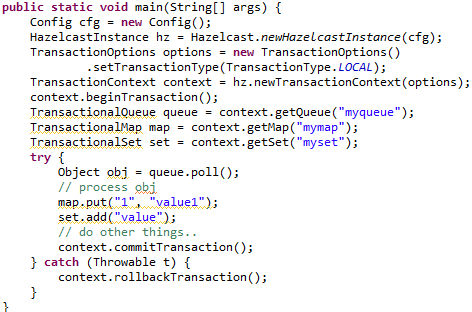 public static void main(String[] args) {
    Config cfg = new Config();
    HazelcastInstance hz = Hazelcast.newHazelcastInstance(cfg);
    TransactionOptions options = new TransactionOptions()
            .setTransactionType(TransactionType.LOCAL);
    TransactionContext context = hz.newTransactionContext(options);
    context.beginTransaction();
    TransactionalQueue queue = context.getQueue("myqueue");
    TransactionalMap map = context.getMap("mymap");
    TransactionalSet set = context.getSet("myset");
    try {
        Object obj = queue.poll();
        // process obj
        map.put("1", "value1");
        set.add("value");
        // do other things..
        context.commitTransaction();
    } catch (Throwable t) {
        context.rollbackTransaction();
    }
}